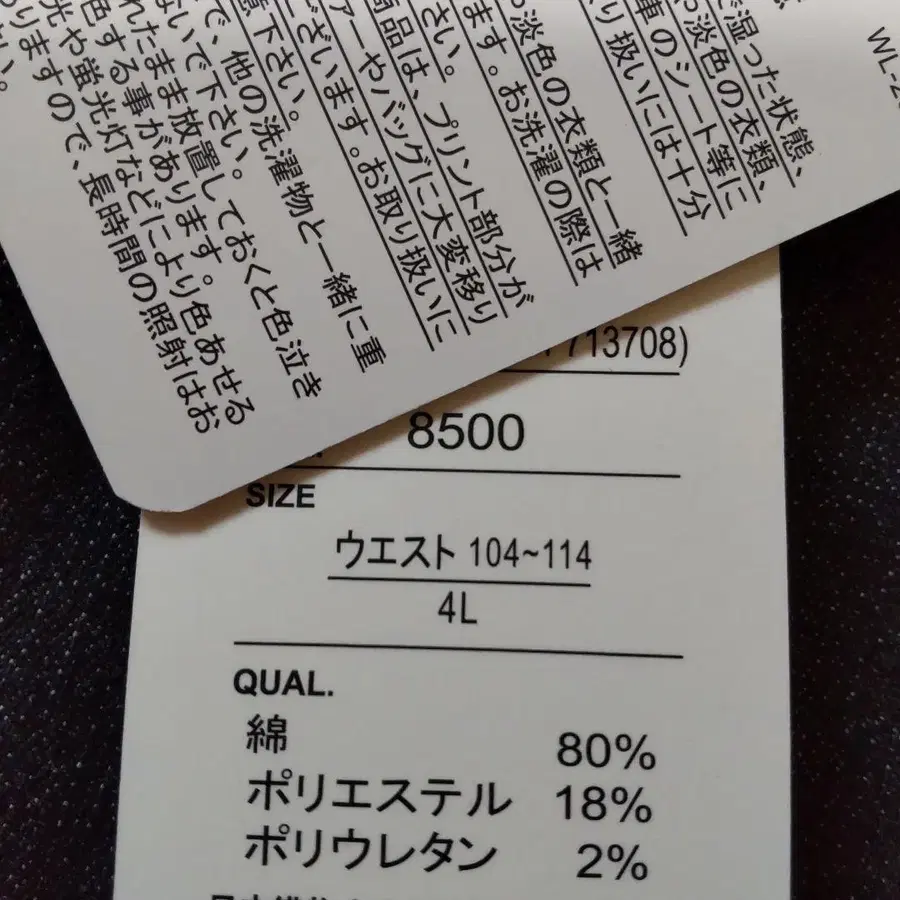 WL-2
で湿った状態、
淡色の衣類、
車のシート等に
り扱いには十分
淡色の衣類と一緒
ます。お洗濯の際は
さい。
商品は、プリント部分が
ァーやバッグに大変移り
ございます。お取り扱いに
意下さい。
で、他の洗濯物と一緒に重
ないで下さい。
れたまま放置しておくと色泣き
色する事があります。
光や蛍光灯などにより色あせる
りますので、長時間の照射はお
い。
713708)
8500
SIZE
ウエスト 104~114
4L
QUAL.
綿 80%
ポリエステル 18%
ポリウレタン 2%